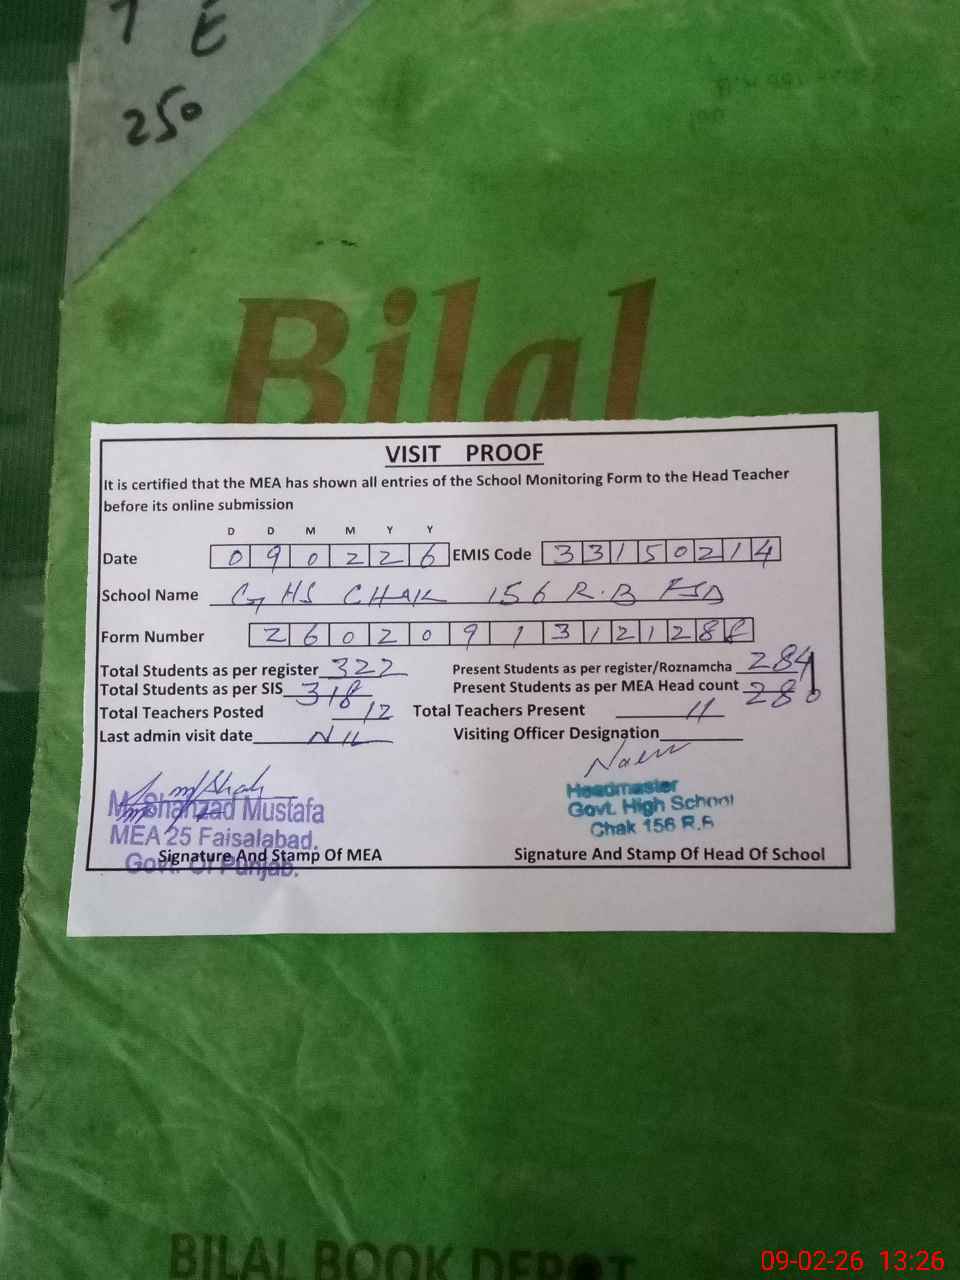 E
250
Bilal
VISIT PROOF
It is certified that the MEA has shown all entries of the School Monitoring Form to the Head Teacher
before its online submission
D D M M Y Y
Date 0 9 0 2 2 6 EMIS Code 3 3 1 5 0 2 1 4
School Name GHS CHAK 156 R.B FSD
Form Number 2 6 0 2 0 9 1 3 1 2 1 2 8
Total Students as per register 322 Present Students as per register/Roznamcha 284
Total Students as per SIS 318 Present Students as per MEA Head count 280
Total Teachers Posted 12 Total Teachers Present 11
Last admin visit date Nil Visiting Officer Designation
M. Shahzad Mustafa
MEA 25 Faisalabad.
Govt. Of Punjab.
Headmaster
Govt. High School
Chak 156 R.B
Signature And Stamp Of MEA Signature And Stamp Of Head Of School
BILAL BOOK DEPOT
09-02-26 13:26